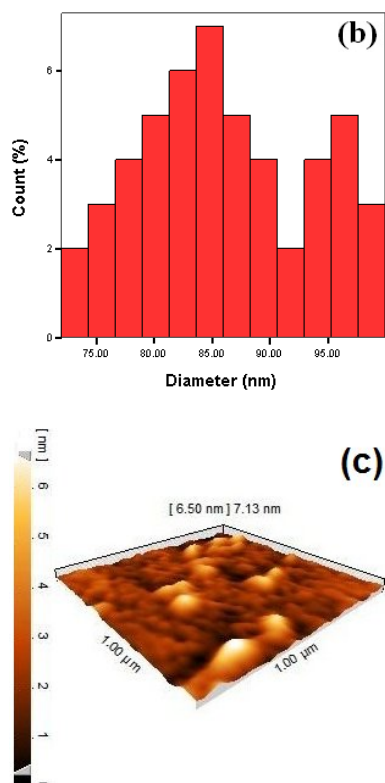 (b)
6
4
2
0
Count (%)
75.00 80.00 85.00 90.00 95.00
Diameter (nm)
(c)
[nm]
6
5
4
3
2
1
[ 6.50 nm ] 7.13 nm
1.00 µm
1.00 µm